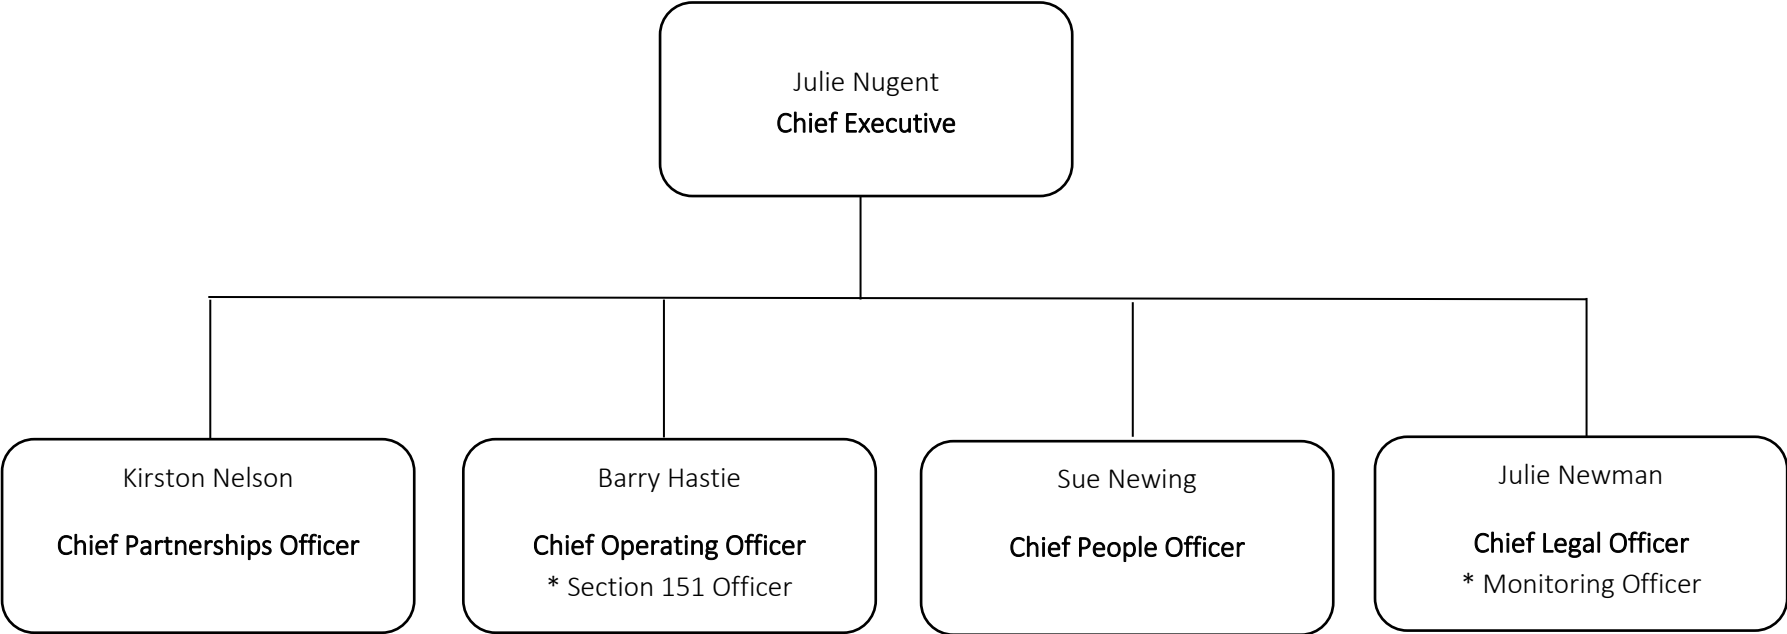 Julie Nugent
Chief Executive
Kirston Nelson
Chief Partnerships Officer
Barry Hastie
Chief Operating Officer
* Section 151 Officer
Sue Newing
Chief People Officer
Julie Newman
Chief Legal Officer
* Monitoring Officer